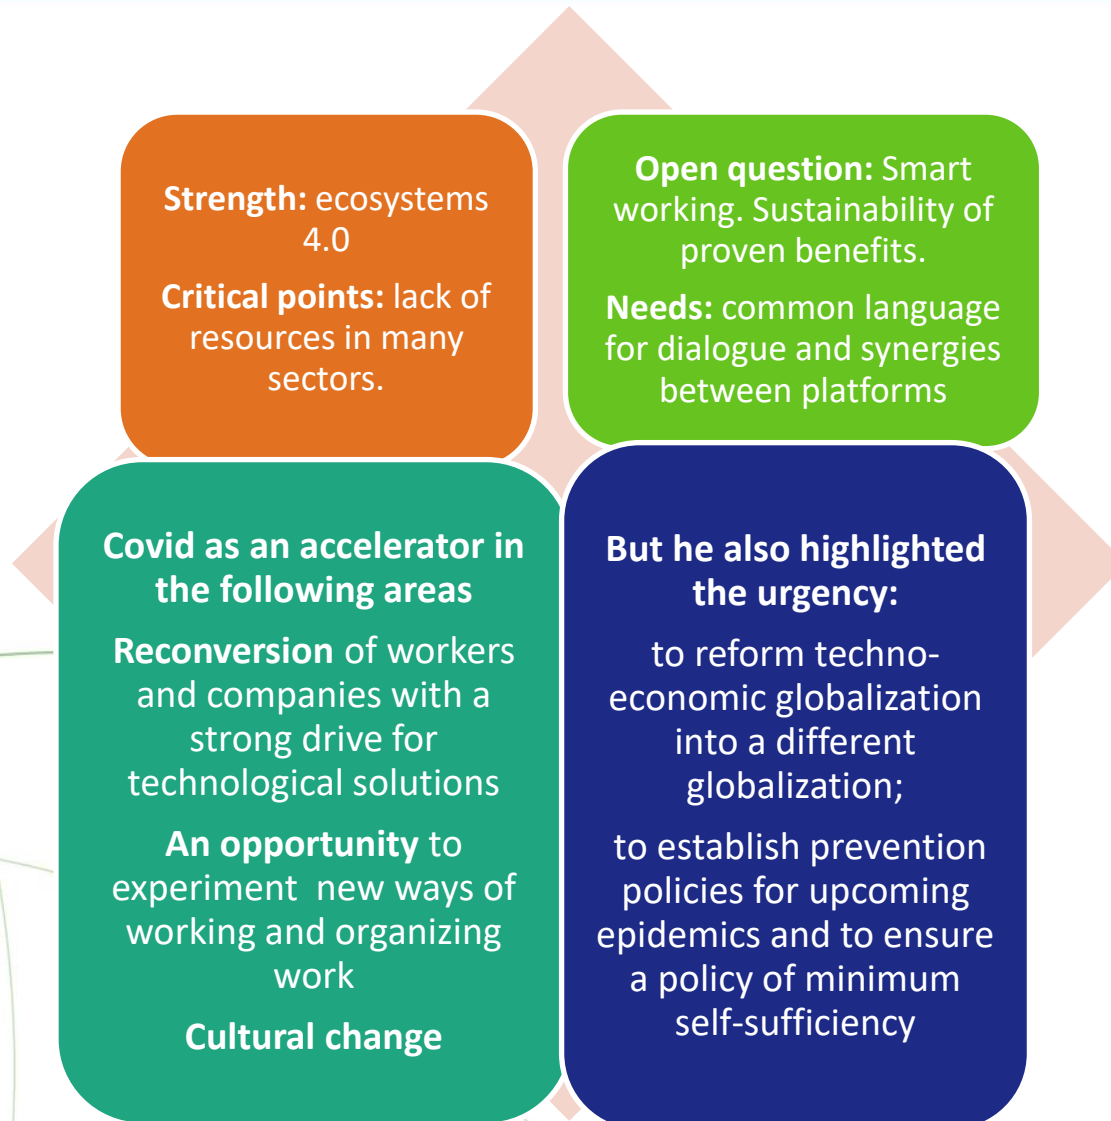 Strength: ecosystems
4.0
Critical points: lack of
resources in many
sectors.
Open question: Smart
working. Sustainability of
proven benefits.
Needs: common language
for dialogue and synergies
between platforms
Covid as an accelerator in
the following areas
Reconversion of workers
and companies with a
strong drive for
technological solutions
An opportunity to
experiment  new ways of
working and organizing
work
Cultural change
But he also highlighted
the urgency:
to reform techno-
economic globalization
into a different
globalization;
to establish prevention
policies for upcoming
epidemics and to ensure
a policy of minimum
self-sufficiency